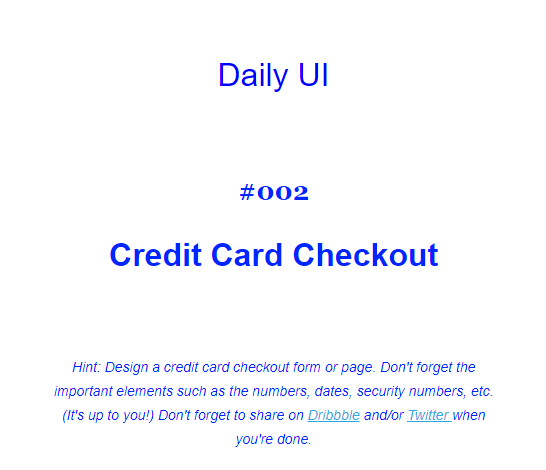 Daily UI
#002
Credit Card Checkout
Hint: Design a credit card checkout form or page. Don't forget the
important elements such as the numbers, dates, security numbers, etc.
(It's up to you!) Don't forget to share on Dribbble and/or Twitter when
you're done.